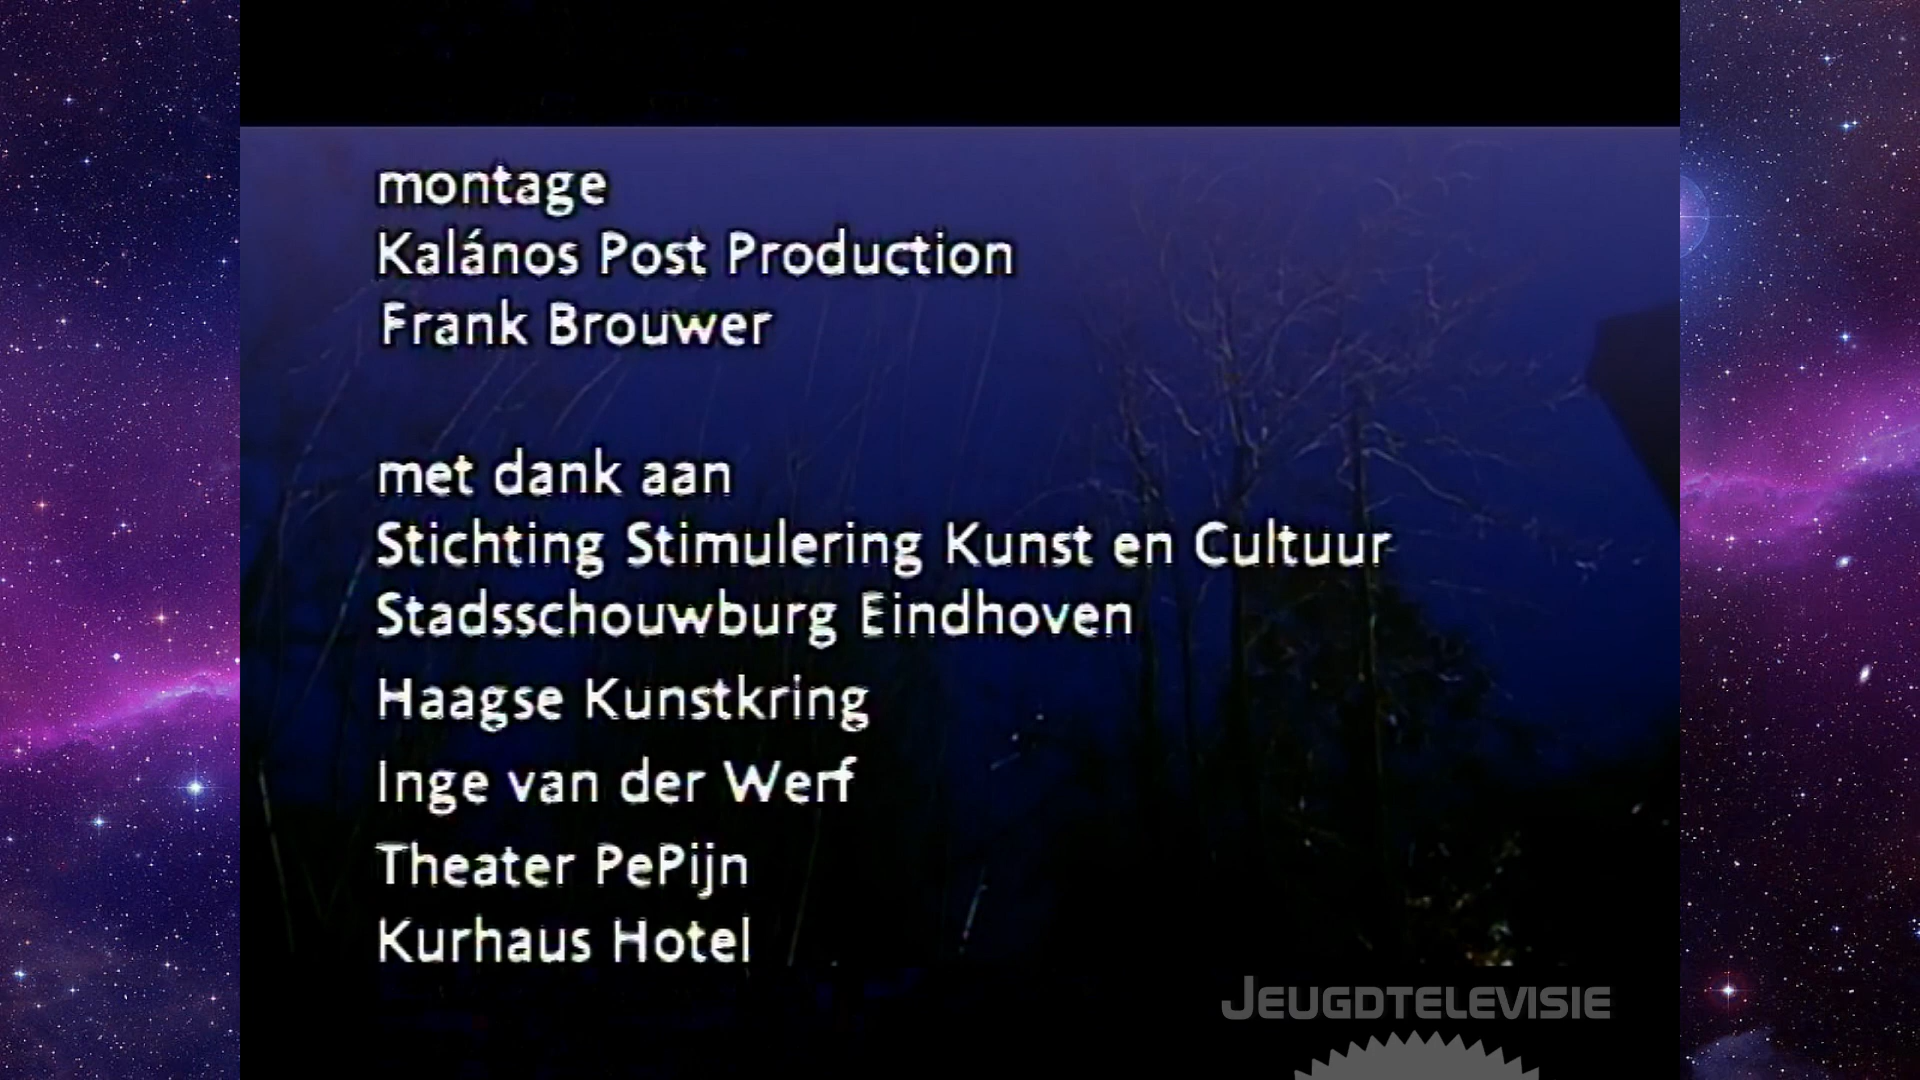 montage
Kalános Post Production
Frank Brouwer
met dank aan
Stichting Stimulering Kunst en Cultuur
Stadsschouwburg Eindhoven
Haagse Kunstkring
Inge van der Werf
Theater PePijn
Kurhaus Hotel
JEUGDTELEVISIE